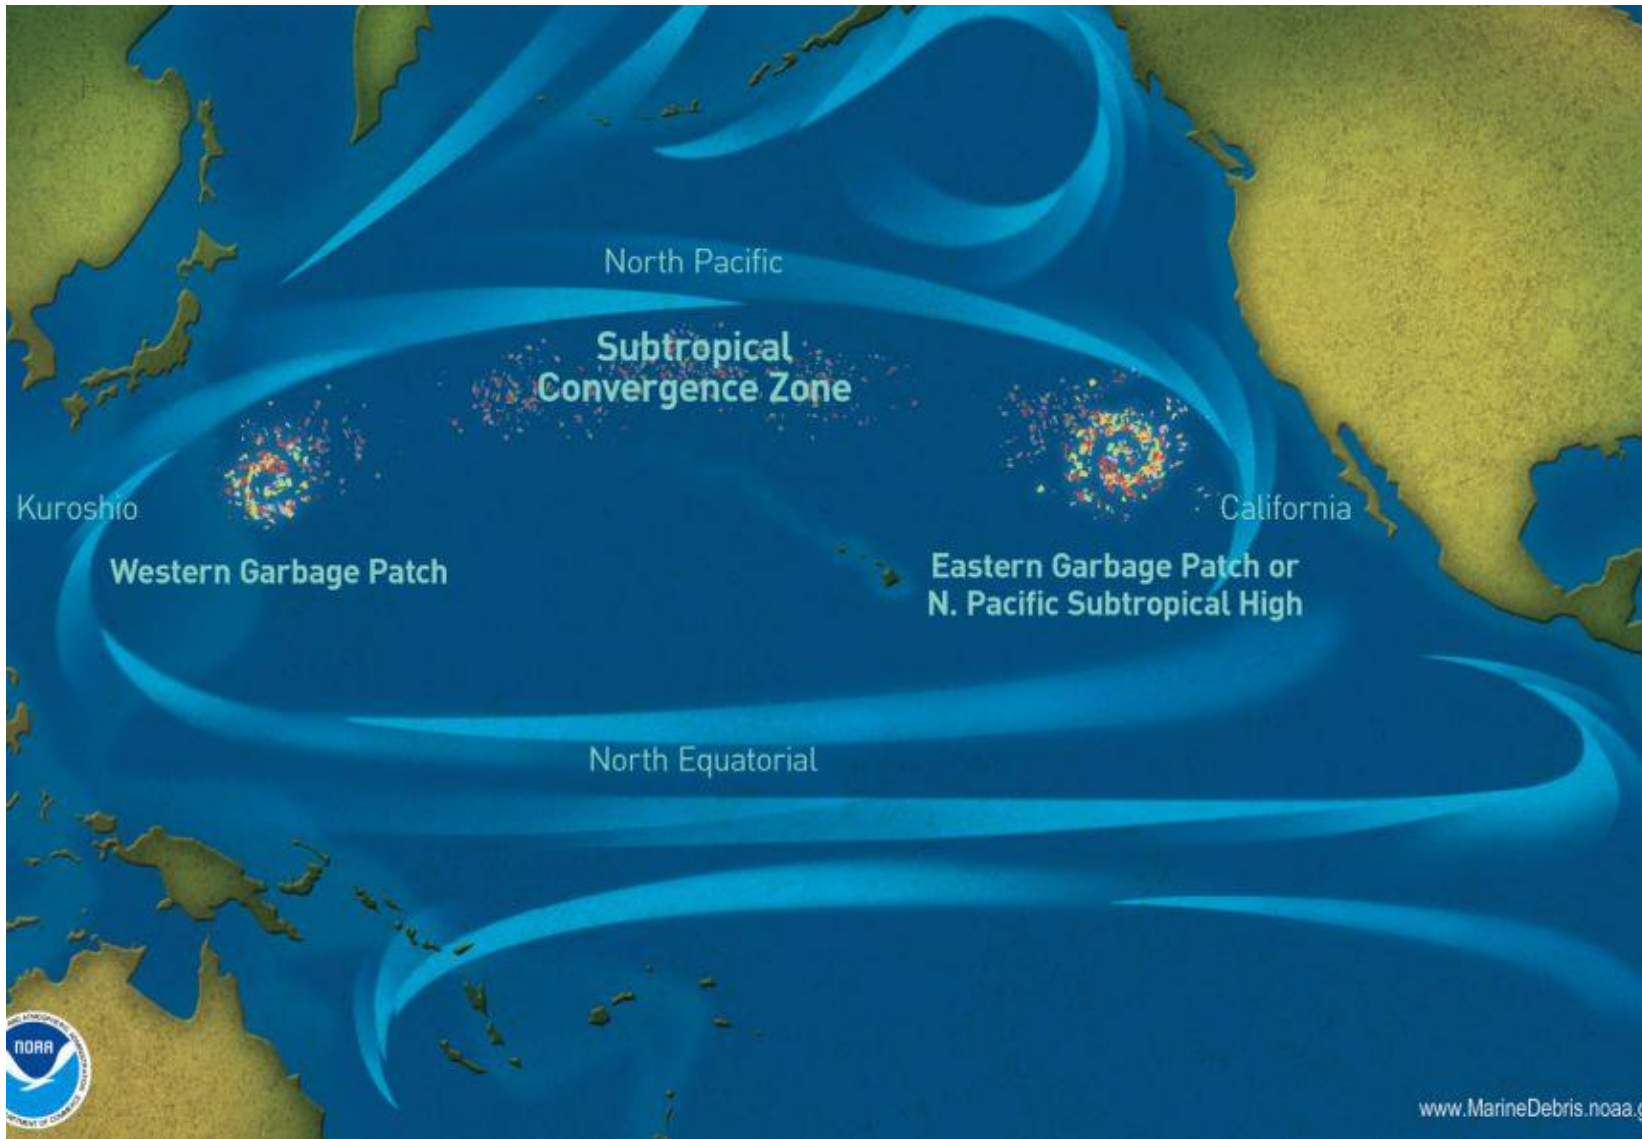 North Pacific
Subtropical
Convergence Zone
Kuroshio
California
Western Garbage Patch
Eastern Garbage Patch or
N. Pacific Subtropical High
North Equatorial
NOAA
www.MarineDebris.noaa.g